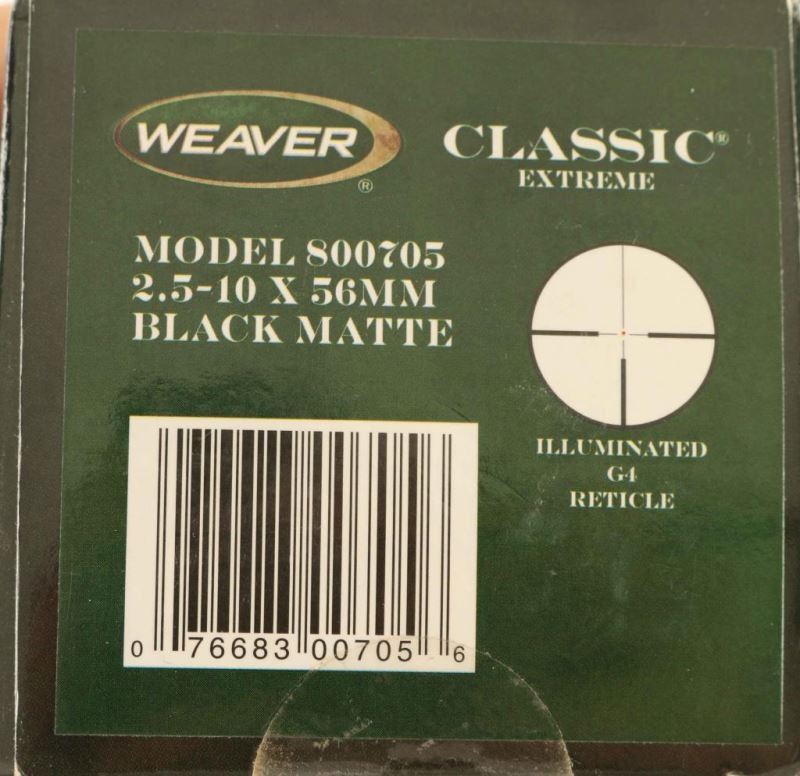 WEAVER®
CLASSIC®
EXTREME
MODEL 800705
2.5-10 X 56MM
BLACK MATTE
ILLUMINATED
G4
RETICLE
0 76683 00705 6